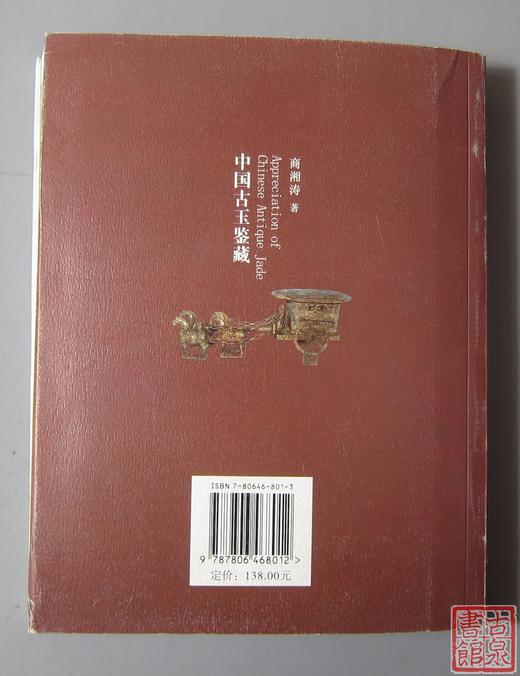 商湘涛 著
Appreciation of
Chinese Antique Jade
中国古玉鉴藏
ISBN 7-80646-801-3
9 787806 468012 >
定价：138.00元
古泉
書館